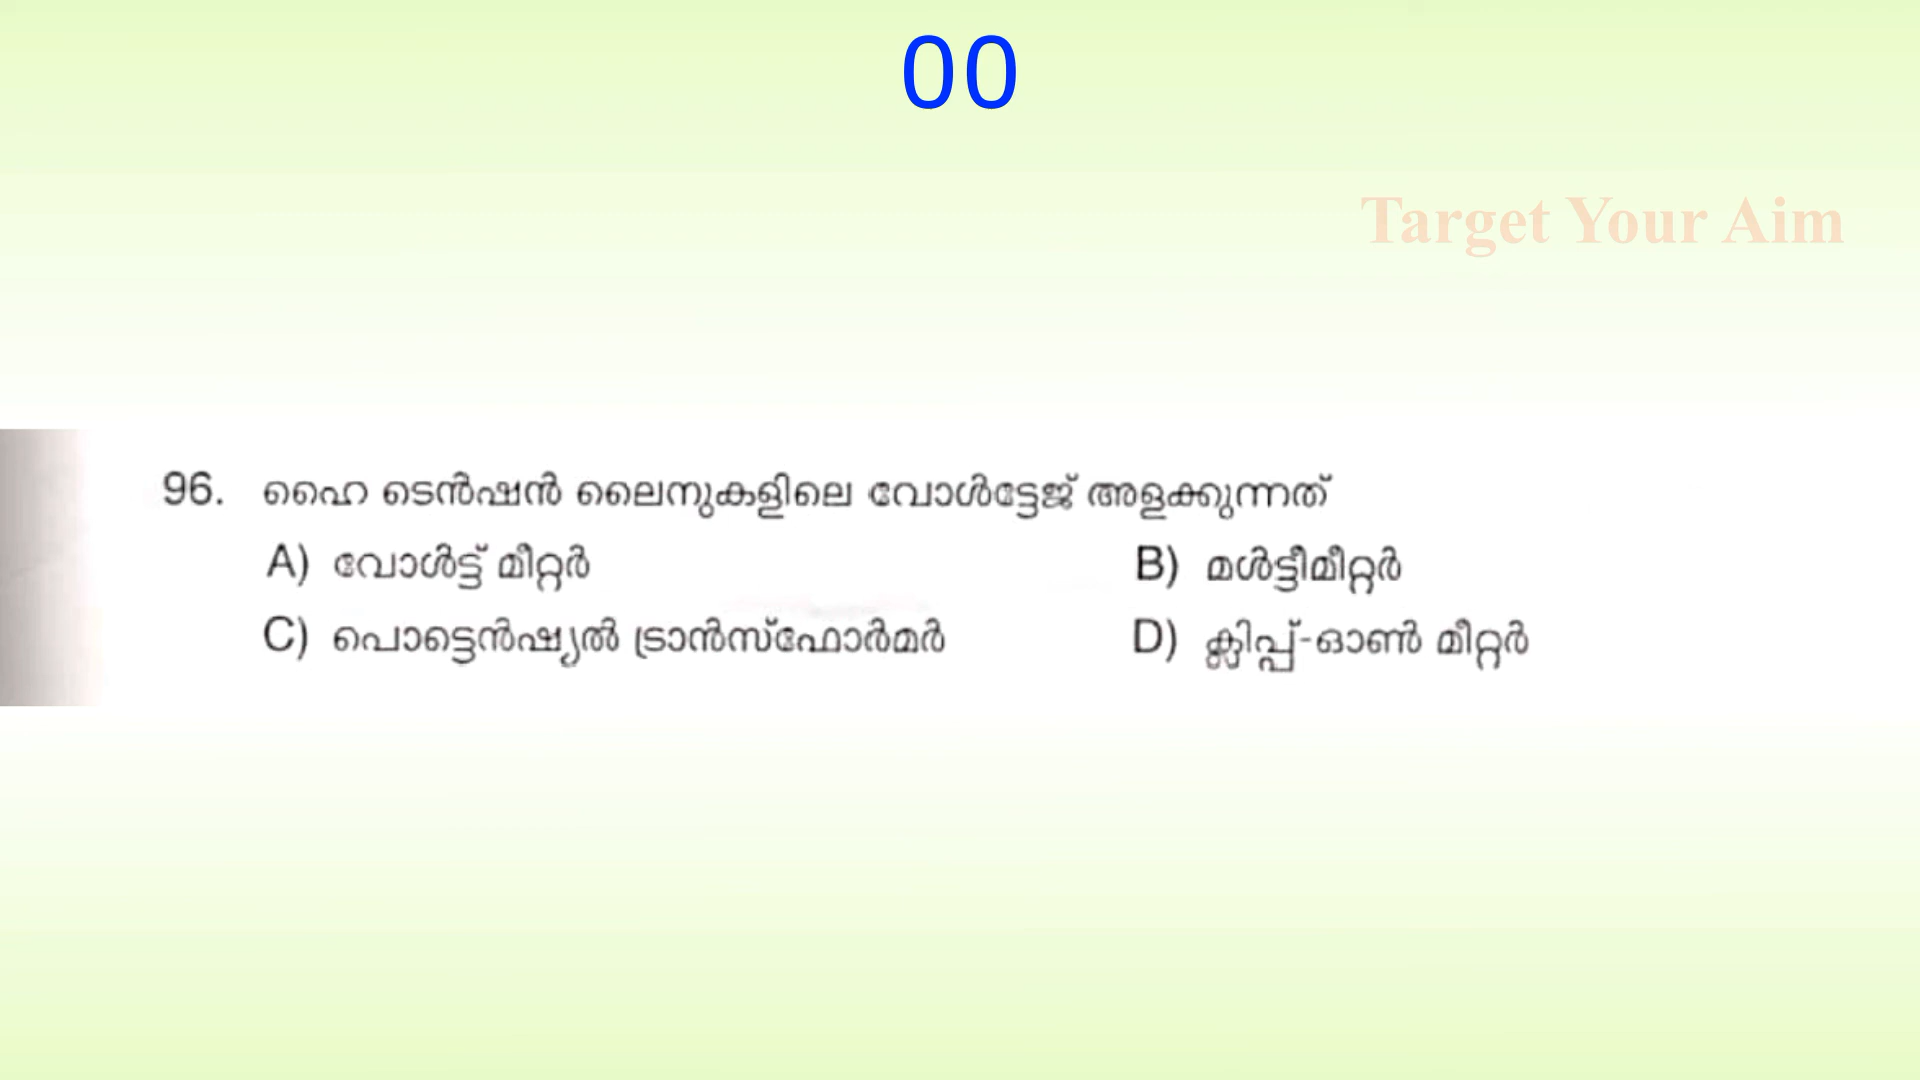 00
Target Your Aim
96. ഹൈ ടെൻഷൻ ലൈനുകളിലെ വോൾട്ടേജ് അളക്കുന്നത്
A) വോൾട്ട് മീറ്റർ B) മൾട്ടീമീറ്റർ
C) പൊട്ടെൻഷ്യൽ ട്രാൻസ്ഫോർമർ D) ക്ലിപ്പ്-ഓൺ മീറ്റർ